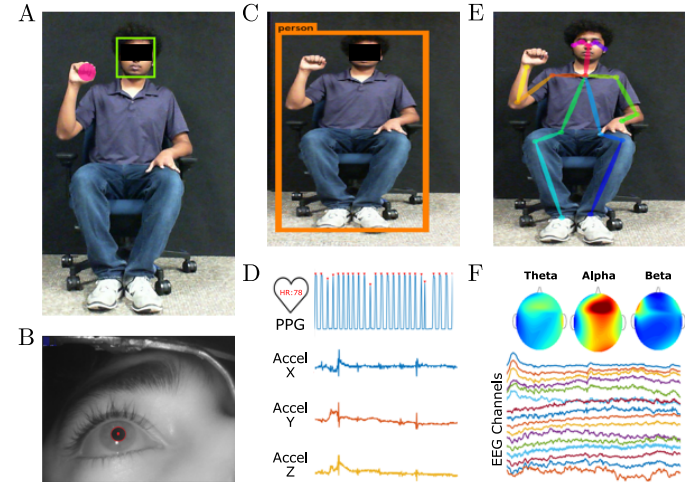 A
C
person
E
B
D
HR:78
PPG
Accel
X
Accel
Y
Accel
Z
F
Theta
Alpha
Beta
EEG Channels